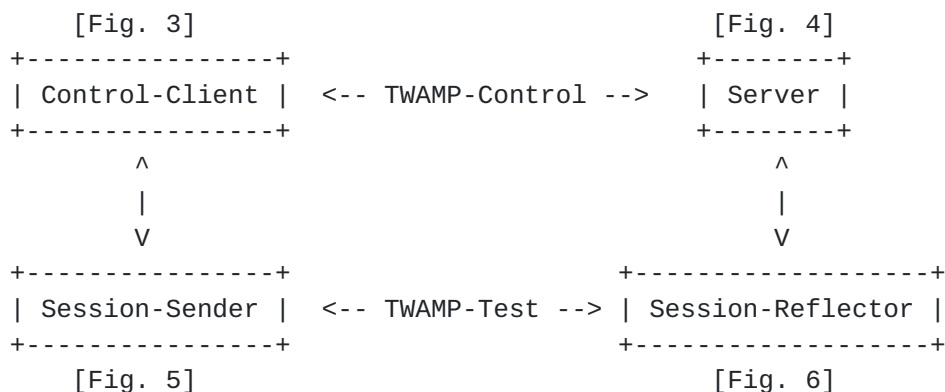 [Fig. 3] [Fig. 4]
+----------------+ +--------+
| Control-Client | <-- TWAMP-Control --> | Server |
+----------------+ +--------+
^ ^
| |
V V
+----------------+ +-------------------+
| Session-Sender | <-- TWAMP-Test --> | Session-Reflector |
+----------------+ +-------------------+
[Fig. 5] [Fig. 6]